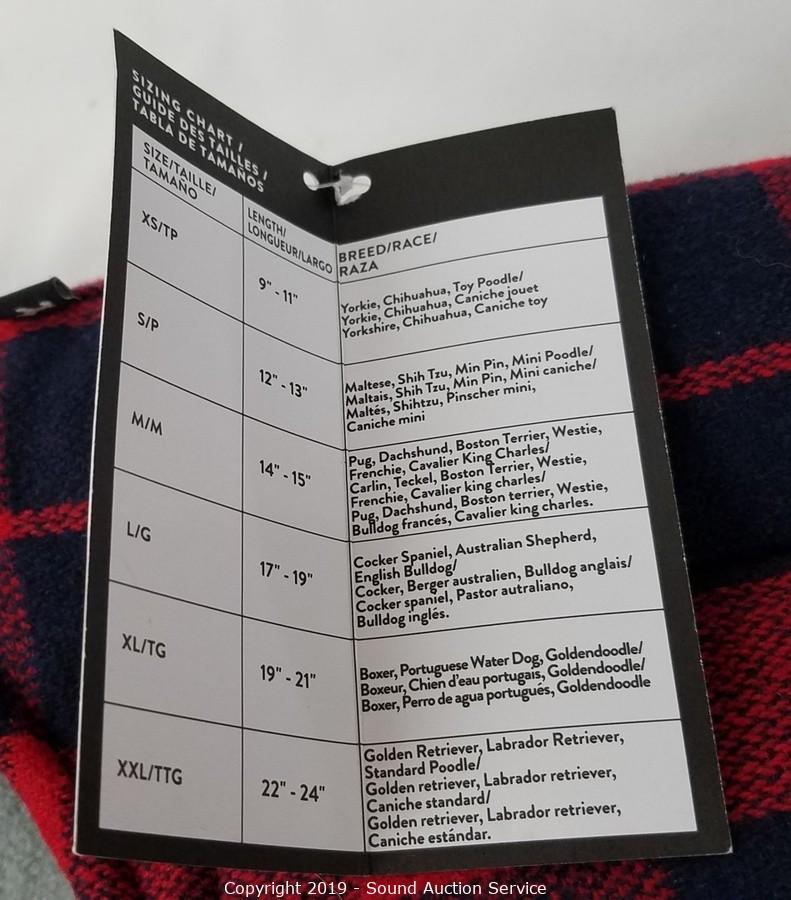 SIZING CHART /
GUIDE DES TAILLES /
TABLA DE TAMAÑOS
SIZE/TAILLE/
TAMAÑO
LENGTH/
LONGUEUR/LARGO
BREED/RACE/
RAZA
XS/TP
9" - 11"
Yorkie, Chihuahua, Toy Poodle/
Yorkie, Chihuahua, Caniche jouet
Yorkshire, Chihuahua, Caniche toy
S/P
12" - 13"
Maltese, Shih Tzu, Min Pin, Mini Poodle/
Maltais, Shih Tzu, Min Pin, Mini caniche/
Maltés, Shihtzu, Pinscher mini,
Caniche mini
M/M
14" - 15"
Pug, Dachshund, Boston Terrier, Westie,
Frenchie, Cavalier King Charles/
Carlin, Teckel, Boston Terrier, Westie,
Frenchie, Cavalier king charles/
Pug, Dachshund, Boston terrier, Westie,
Bulldog francés, Cavalier king charles.
L/G
17" - 19"
Cocker Spaniel, Australian Shepherd,
English Bulldog/
Cocker, Berger australien, Bulldog anglais/
Cocker spaniel, Pastor autraliano,
Bulldog inglés.
XL/TG
19" - 21"
Boxer, Portuguese Water Dog, Goldendoodle/
Boxeur, Chien d'eau portugais, Goldendoodle/
Boxer, Perro de agua portugués, Goldendoodle
XXL/TTG
22" - 24"
Golden Retriever, Labrador Retriever,
Standard Poodle/
Golden retriever, Labrador retriever,
Caniche standard/
Golden retriever, Labrador retriever,
Caniche estándar.
Copyright 2019 - Sound Auction Service